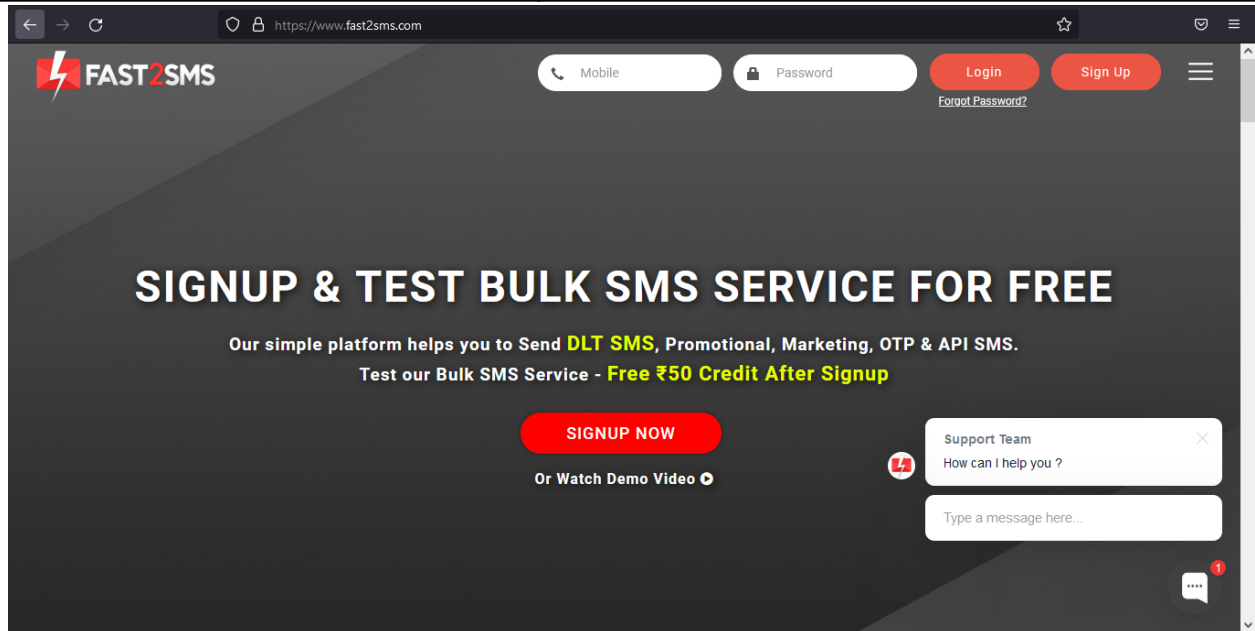 https://www.fast2sms.com
FAST2SMS
Mobile
Password
Login
Sign Up
Forgot Password?
SIGNUP & TEST BULK SMS SERVICE FOR FREE
Our simple platform helps you to Send DLT SMS, Promotional, Marketing, OTP & API SMS.
Test our Bulk SMS Service - Free ₹50 Credit After Signup
SIGNUP NOW
Or Watch Demo Video
Support Team
How can I help you ?
Type a message here...
1